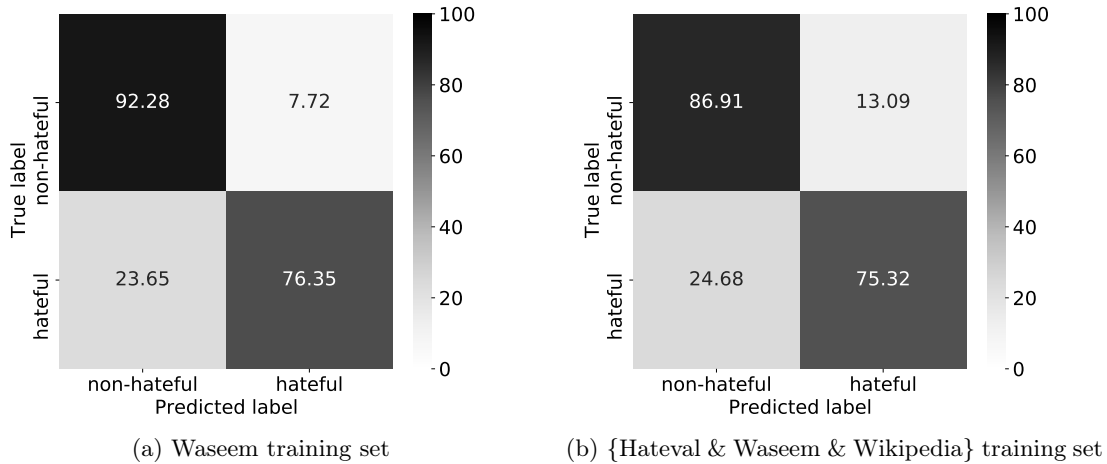 True label
non-hateful
hateful
92.28
7.72
23.65
76.35
non-hateful
hateful
Predicted label
100
80
60
40
20
0
(a) Waseem training set
True label
non-hateful
hateful
86.91
13.09
24.68
75.32
non-hateful
hateful
Predicted label
100
80
60
40
20
0
(b) {Hateval & Waseem & Wikipedia} training set